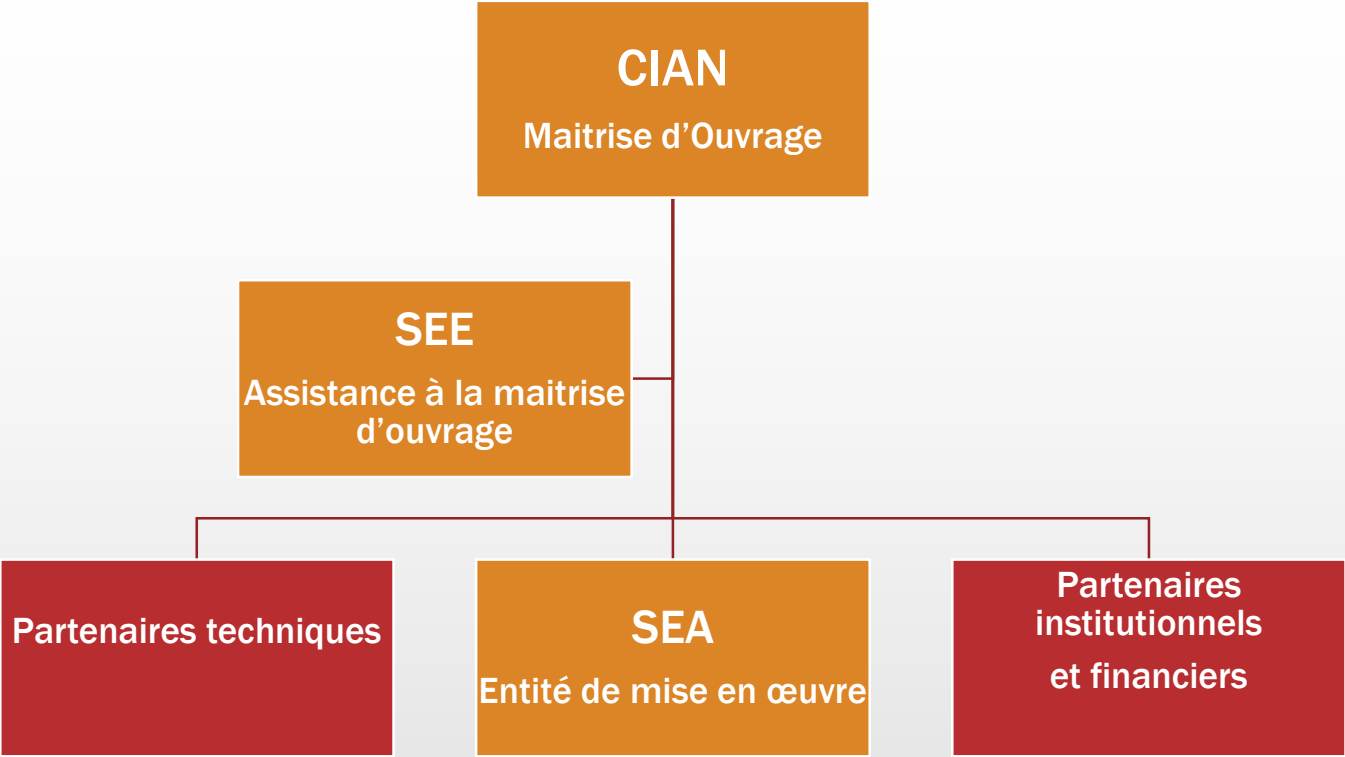 CIAN
Maitrise d’Ouvrage
SEE
Assistance à la maitrise
d’ouvrage
Partenaires techniques
SEA
Entité de mise en œuvre
Partenaires
institutionnels
et financiers